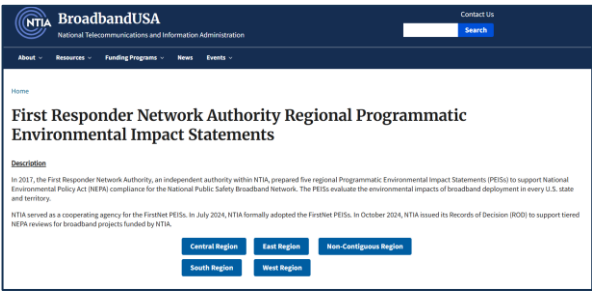 NTIA
BroadbandUSA
National Telecommunications and Information Administration
Contact Us
Search
About
Resources
Funding Programs
News
Events
Home
First Responder Network Authority Regional Programmatic
Environmental Impact Statements
Description
In 2017, the First Responder Network Authority, an independent authority within NTIA, prepared five regional Programmatic Environmental Impact Statements (PEISs) to support National
Environmental Policy Act (NEPA) compliance for the National Public Safety Broadband Network. The PEISs evaluate the environmental impacts of broadband deployment in every U.S. state
and territory.
NTIA served as a cooperating agency for the FirstNet PEISs. In July 2024, NTIA formally adopted the FirstNet PEISs. In October 2024, NTIA issued its Records of Decision (ROD) to support tiered
NEPA reviews for broadband projects funded by NTIA.
Central Region
East Region
Non-Contiguous Region
South Region
West Region